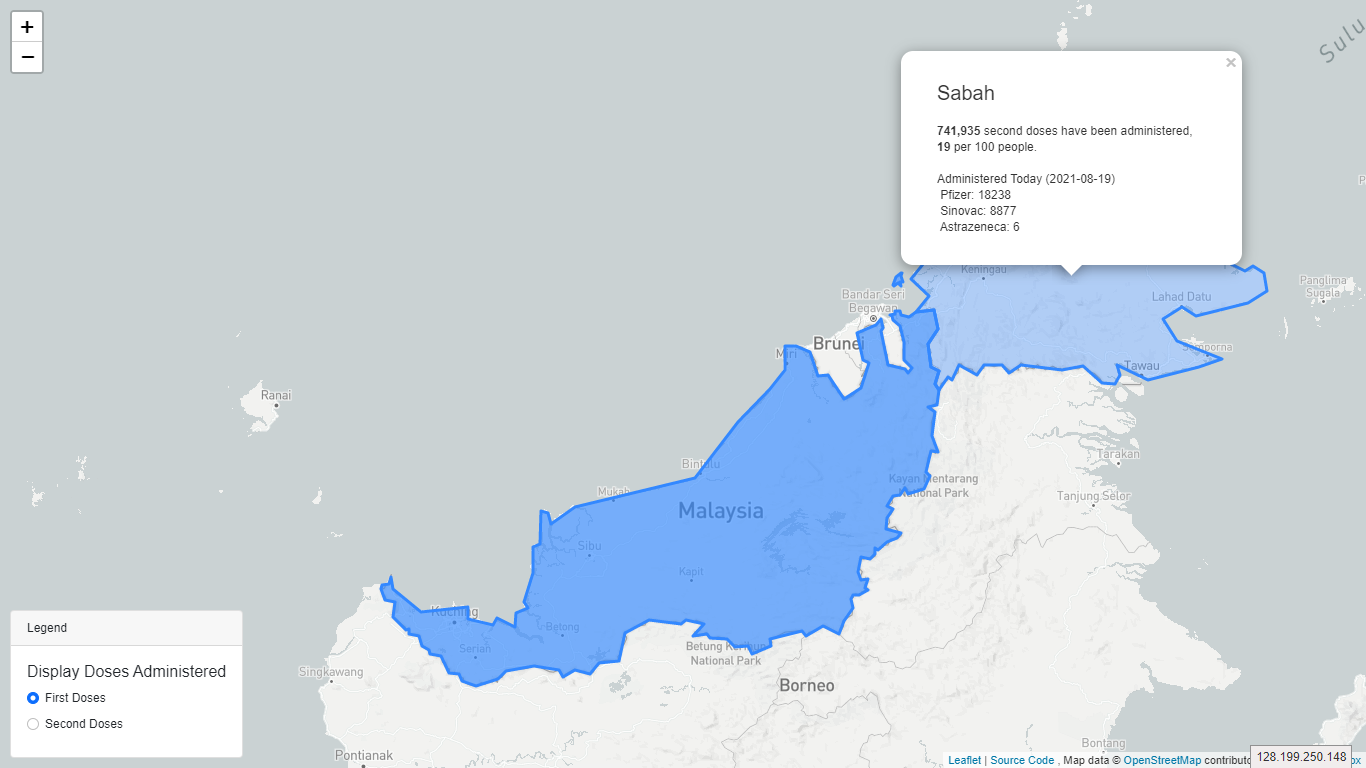 +
−
Sulu
×
Sabah
741,935 second doses have been administered,
19 per 100 people.
Administered Today (2021-08-19)
Pfizer: 18238
Sinovac: 8877
Astrazeneca: 6
Keningau
Lahad Datu
Panglima
Sugala
Bandar Seri
Begawan
Brunei
Miri
Semporna
Tawau
Ranai
Tarakan
Bintulu
Kayan Mentarang
National Park
Mukah
Tanjung Selor
Malaysia
Sibu
Kapit
Kuching
Betong
Serian
Betung Kerihun
National Park
Singkawang
Borneo
Pontianak
Bontang
Legend
Display Doses Administered
First Doses
Second Doses
Leaflet | Source Code , Map data © OpenStreetMap contributo
128.199.250.148